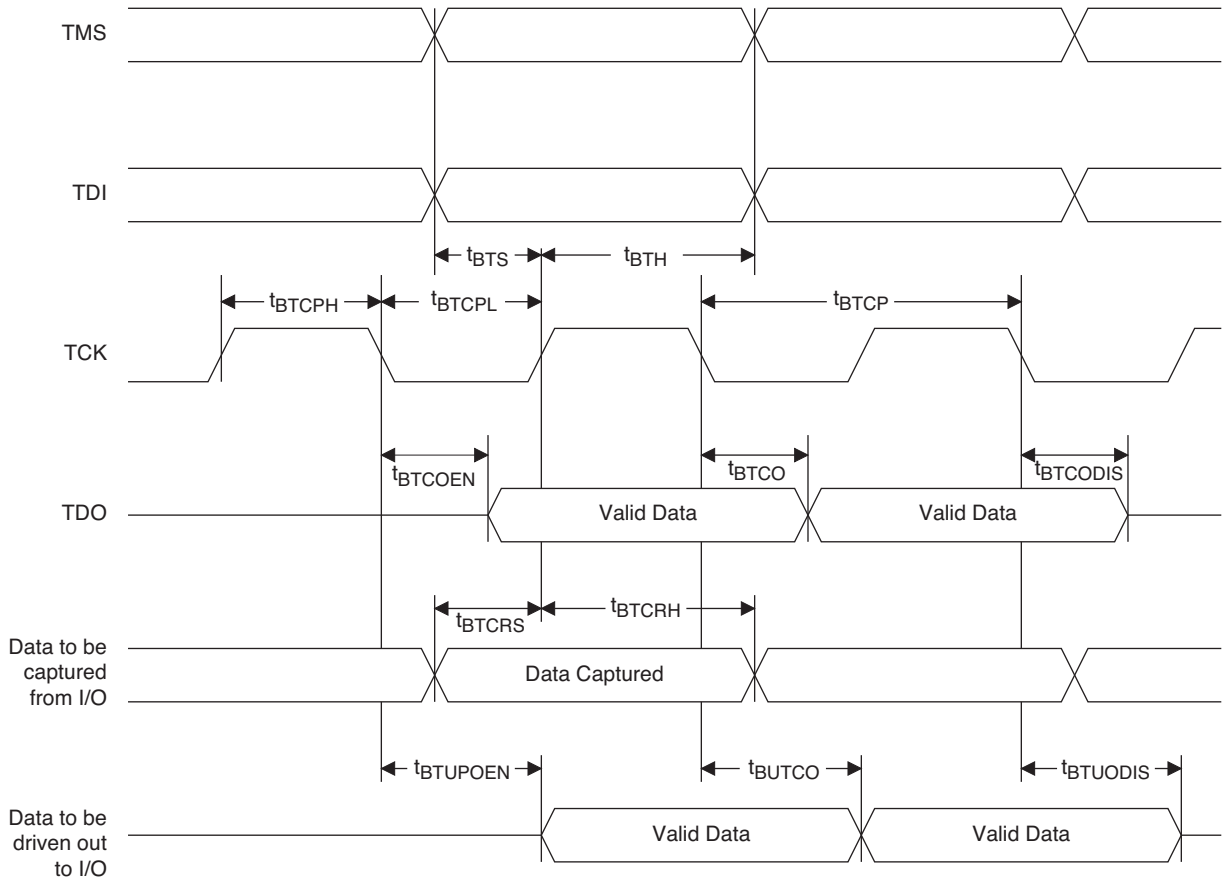 TMS
TDI
tBTS
tBTH
tBTCPH
tBTCPL
tBTCP
TCK
tBTCOEN
tBTCO
tBTCODIS
TDO
Valid Data
Valid Data
tBTCRS
tBTCRH
Data to be
captured
from I/O
Data Captured
tBTUPOEN
tBUTCO
tBTUODIS
Data to be
driven out
to I/O
Valid Data
Valid Data